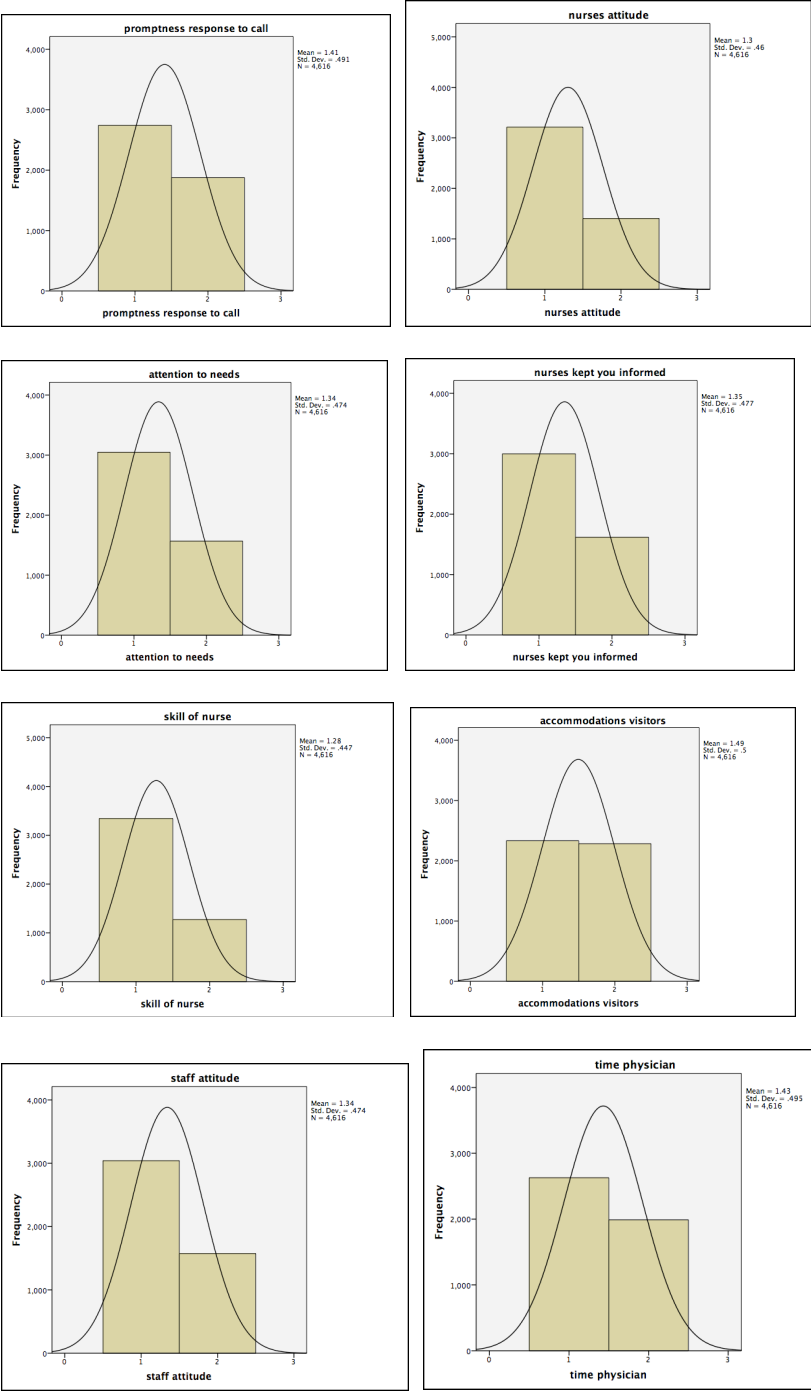 promptness response to call
Mean = 1.41
Std. Dev. = .491
N = 4,616
4,000
3,000
2,000
1,000
0
Frequency
0 1 2 3
promptness response to call
nurses attitude
Mean = 1.3
Std. Dev. = .46
N = 4,616
5,000
4,000
3,000
2,000
1,000
0
Frequency
0 1 2 3
nurses attitude
attention to needs
Mean = 1.34
Std. Dev. = .474
N = 4,616
4,000
3,000
2,000
1,000
0
Frequency
0 1 2 3
attention to needs
nurses kept you informed
Mean = 1.35
Std. Dev. = .477
N = 4,616
4,000
3,000
2,000
1,000
0
Frequency
0 1 2 3
nurses kept you informed
skill of nurse
Mean = 1.28
Std. Dev. = .447
N = 4,616
5,000
4,000
3,000
2,000
1,000
0
Frequency
0 1 2 3
skill of nurse
accommodations visitors
Mean = 1.49
Std. Dev. = .5
N = 4,616
4,000
3,000
2,000
1,000
0
Frequency
0 1 2 3
accommodations visitors
staff attitude
Mean = 1.34
Std. Dev. = .474
N = 4,616
4,000
3,000
2,000
1,000
0
Frequency
0 1 2 3
staff attitude
time physician
Mean = 1.43
Std. Dev. = .495
N = 4,616
4,000
3,000
2,000
1,000
0
Frequency
0 1 2 3
time physician